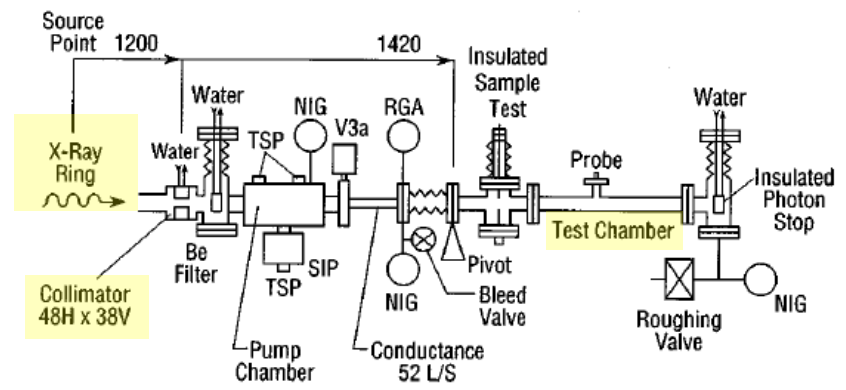 Source
Point
1200
1420
Insulated
Sample
Test
Water
NIG
RGA
Water
TSP
V3a
X-Ray
Ring
Water
Probe
Insulated
Photon
Stop
Test Chamber
Be
Filter
SIP
TSP
Pivot
Collimator
48H x 38V
NIG
Bleed
Valve
NIG
Roughing
Valve
Pump
Chamber
Conductance
52 L/S